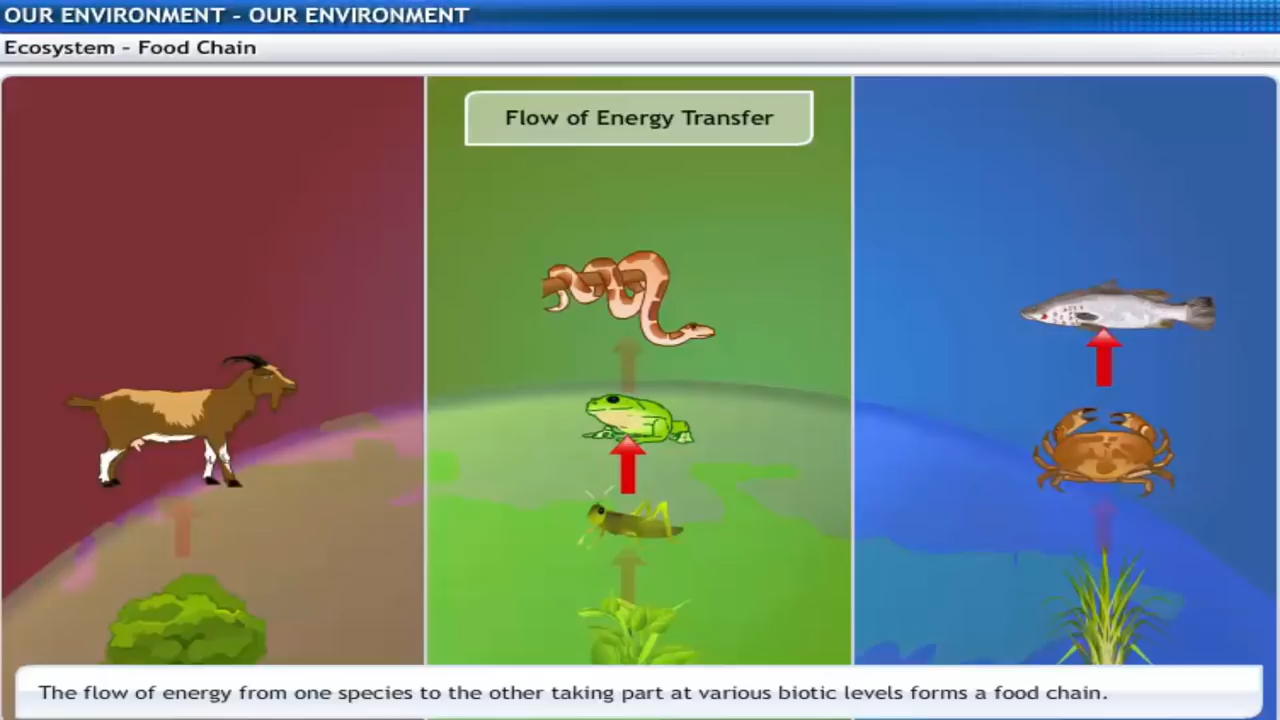 OUR ENVIRONMENT - OUR ENVIRONMENT
Ecosystem - Food Chain
Flow of Energy Transfer
The flow of energy from one species to the other taking part at various biotic levels forms a food chain.